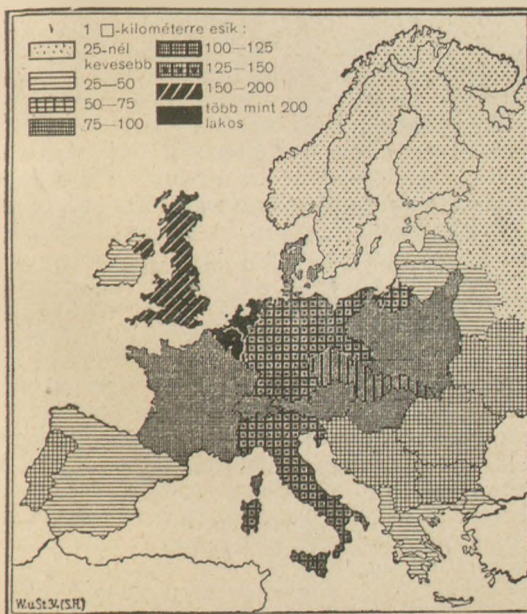 1 □-kilométerre esik :
25-nél
kevesebb
25—50
50—75
75—100
100—125
125—150
150—200
több mint 200
lakos
W.u.St.34.(S.H.)